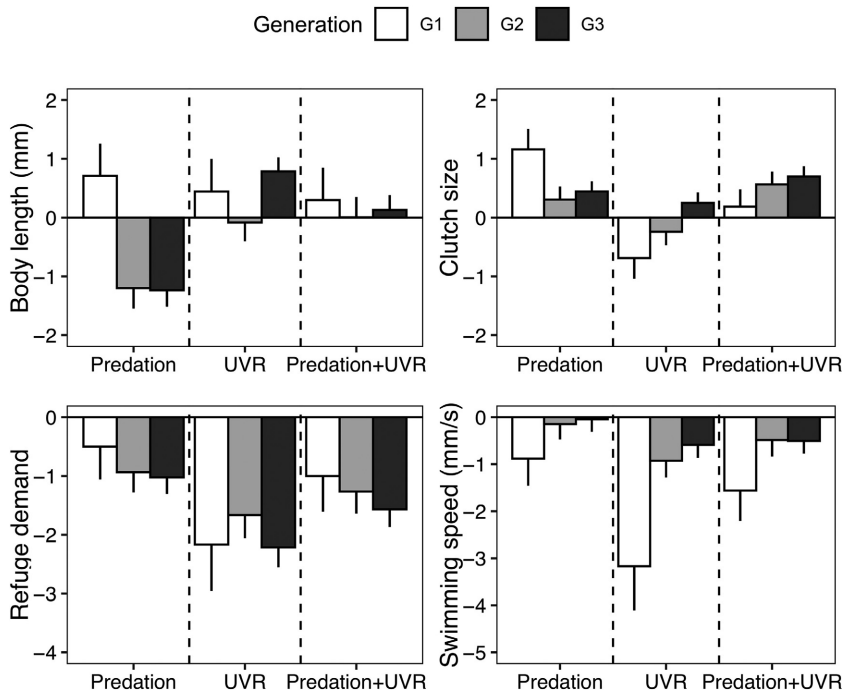 Generation G1 G2 G3
Body length (mm)
2
1
0
−1
−2
Predation UVR Predation+UVR
Clutch size
2
1
0
−1
−2
Predation UVR Predation+UVR
Refuge demand
0
−1
−2
−3
−4
Predation UVR Predation+UVR
Swimming speed (mm/s)
0
−1
−2
−3
−4
−5
Predation UVR Predation+UVR